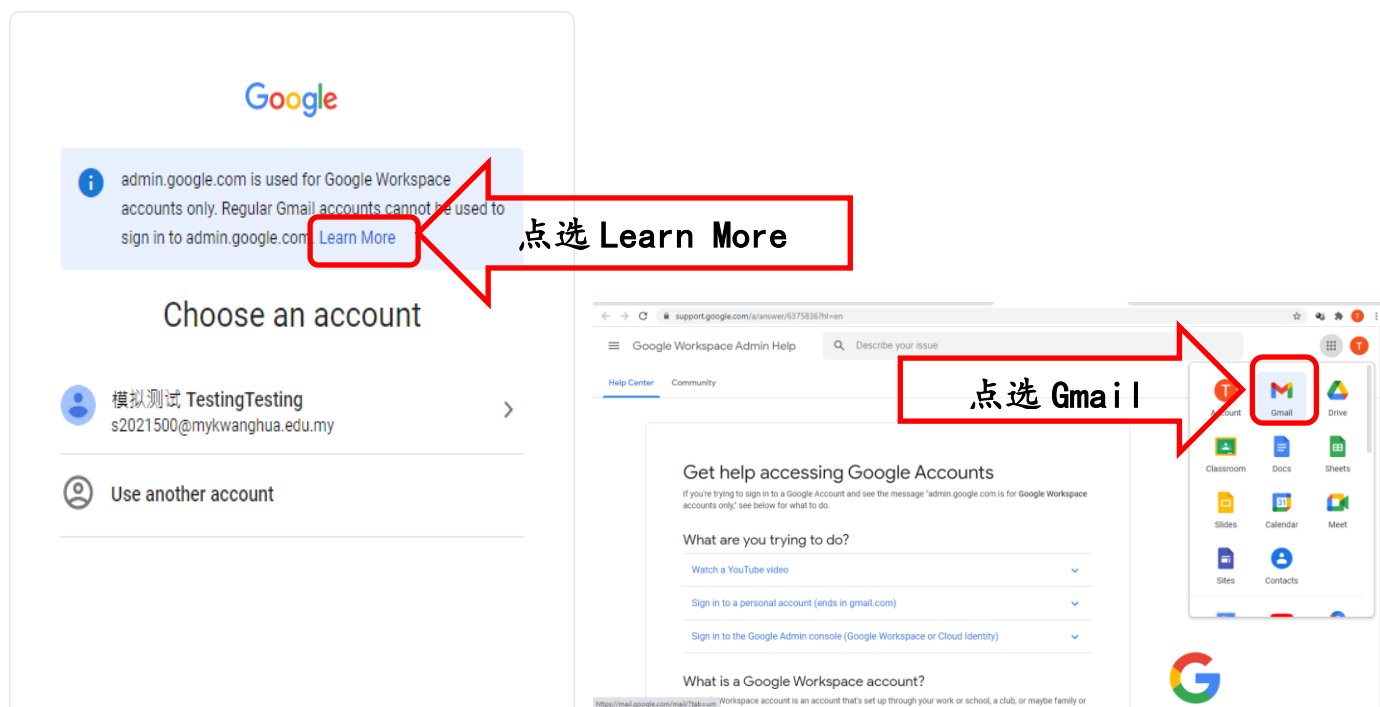 Google
admin.google.com is used for Google Workspace
accounts only. Regular Gmail accounts cannot be used to
sign in to admin.google.com. Learn More
点选 Learn More
Choose an account
模拟测试 TestingTesting
s2021500@mykwanghua.edu.my
Use another account
support.google.com/a/answer/6375836?hl=en
T
Google Workspace Admin Help
Describe your issue
T
Help Center Community
点选 Gmail
T
Account Gmail Drive
Classroom Docs Sheets
31
Slides Calendar Meet
Sites Contacts
Get help accessing Google Accounts
If you're trying to sign in to a Google Account and see the message "admin.google.com is for Google Workspace
accounts only," see below for what to do.
What are you trying to do?
Watch a YouTube video
Sign in to a personal account (ends in gmail.com)
Sign in to the Google Admin console (Google Workspace or Cloud Identity)
What is a Google Workspace account?
Workspace account is an account that's set up through your work or school, a club, or maybe family or
https://mail.google.com/mail/?tab=um
G